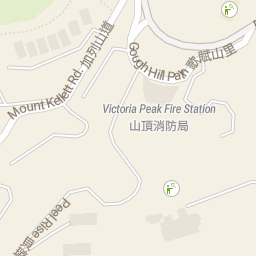 Gough Hill Path 歌賦山里
Mount Kellett Rd. 加列山道
Victoria Peak Fire Station
山頂消防局
Peel Rise